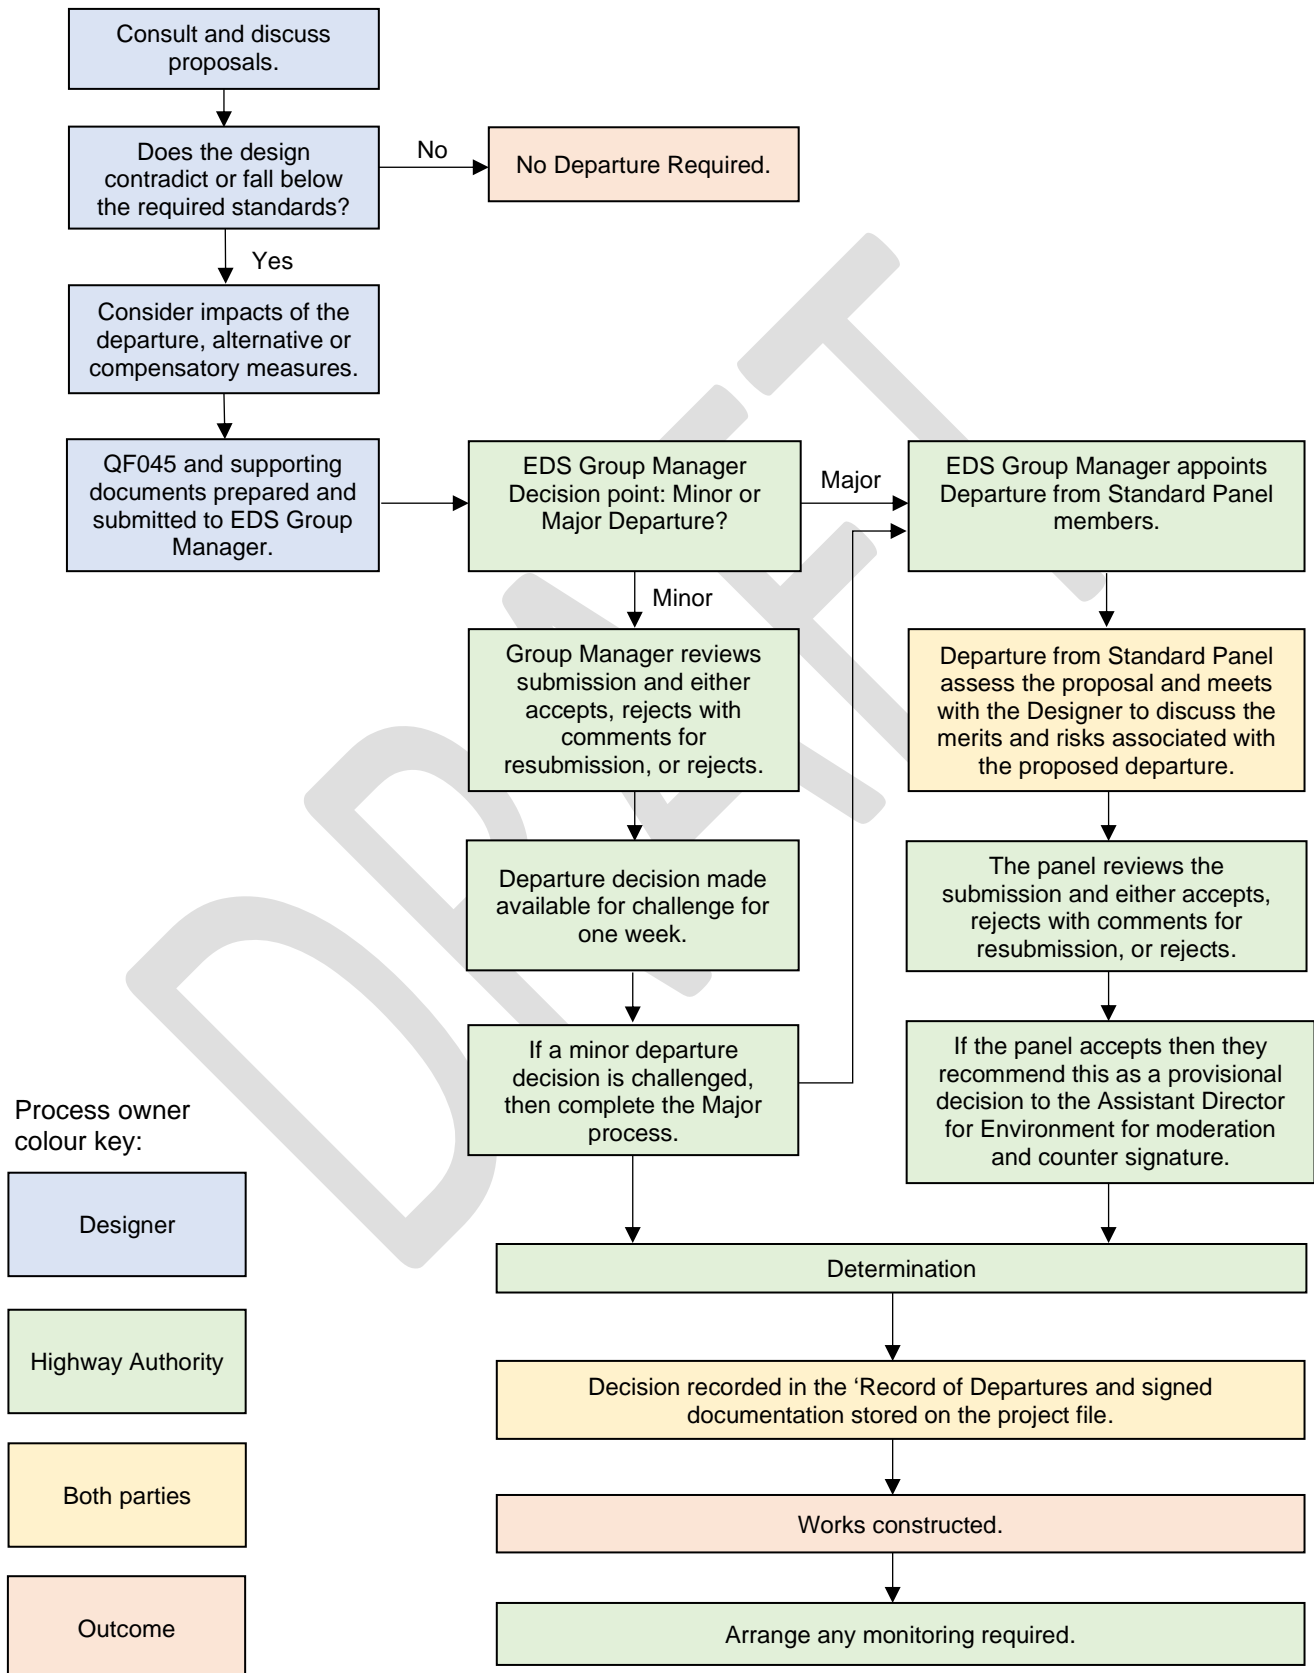 Consult and discuss
proposals.
Does the design
contradict or fall below
the required standards?
No
No Departure Required.
Yes
Consider impacts of the
departure, alternative or
compensatory measures.
QF045 and supporting
documents prepared and
submitted to EDS Group
Manager.
EDS Group Manager
Decision point: Minor or
Major Departure?
Major
EDS Group Manager appoints
Departure from Standard Panel
members.
Minor
Group Manager reviews
submission and either
accepts, rejects with
comments for
resubmission, or rejects.
Departure from Standard Panel
assess the proposal and meets
with the Designer to discuss the
merits and risks associated with
the proposed departure.
Departure decision made
available for challenge for
one week.
The panel reviews the
submission and either accepts,
rejects with comments for
resubmission, or rejects.
If a minor departure
decision is challenged,
then complete the Major
process.
If the panel accepts then they
recommend this as a provisional
decision to the Assistant Director
for Environment for moderation
and counter signature.
Determination
Decision recorded in the ‘Record of Departures and signed
documentation stored on the project file.
Works constructed.
Arrange any monitoring required.
Process owner
colour key:
Designer
Highway Authority
Both parties
Outcome
DRAFT